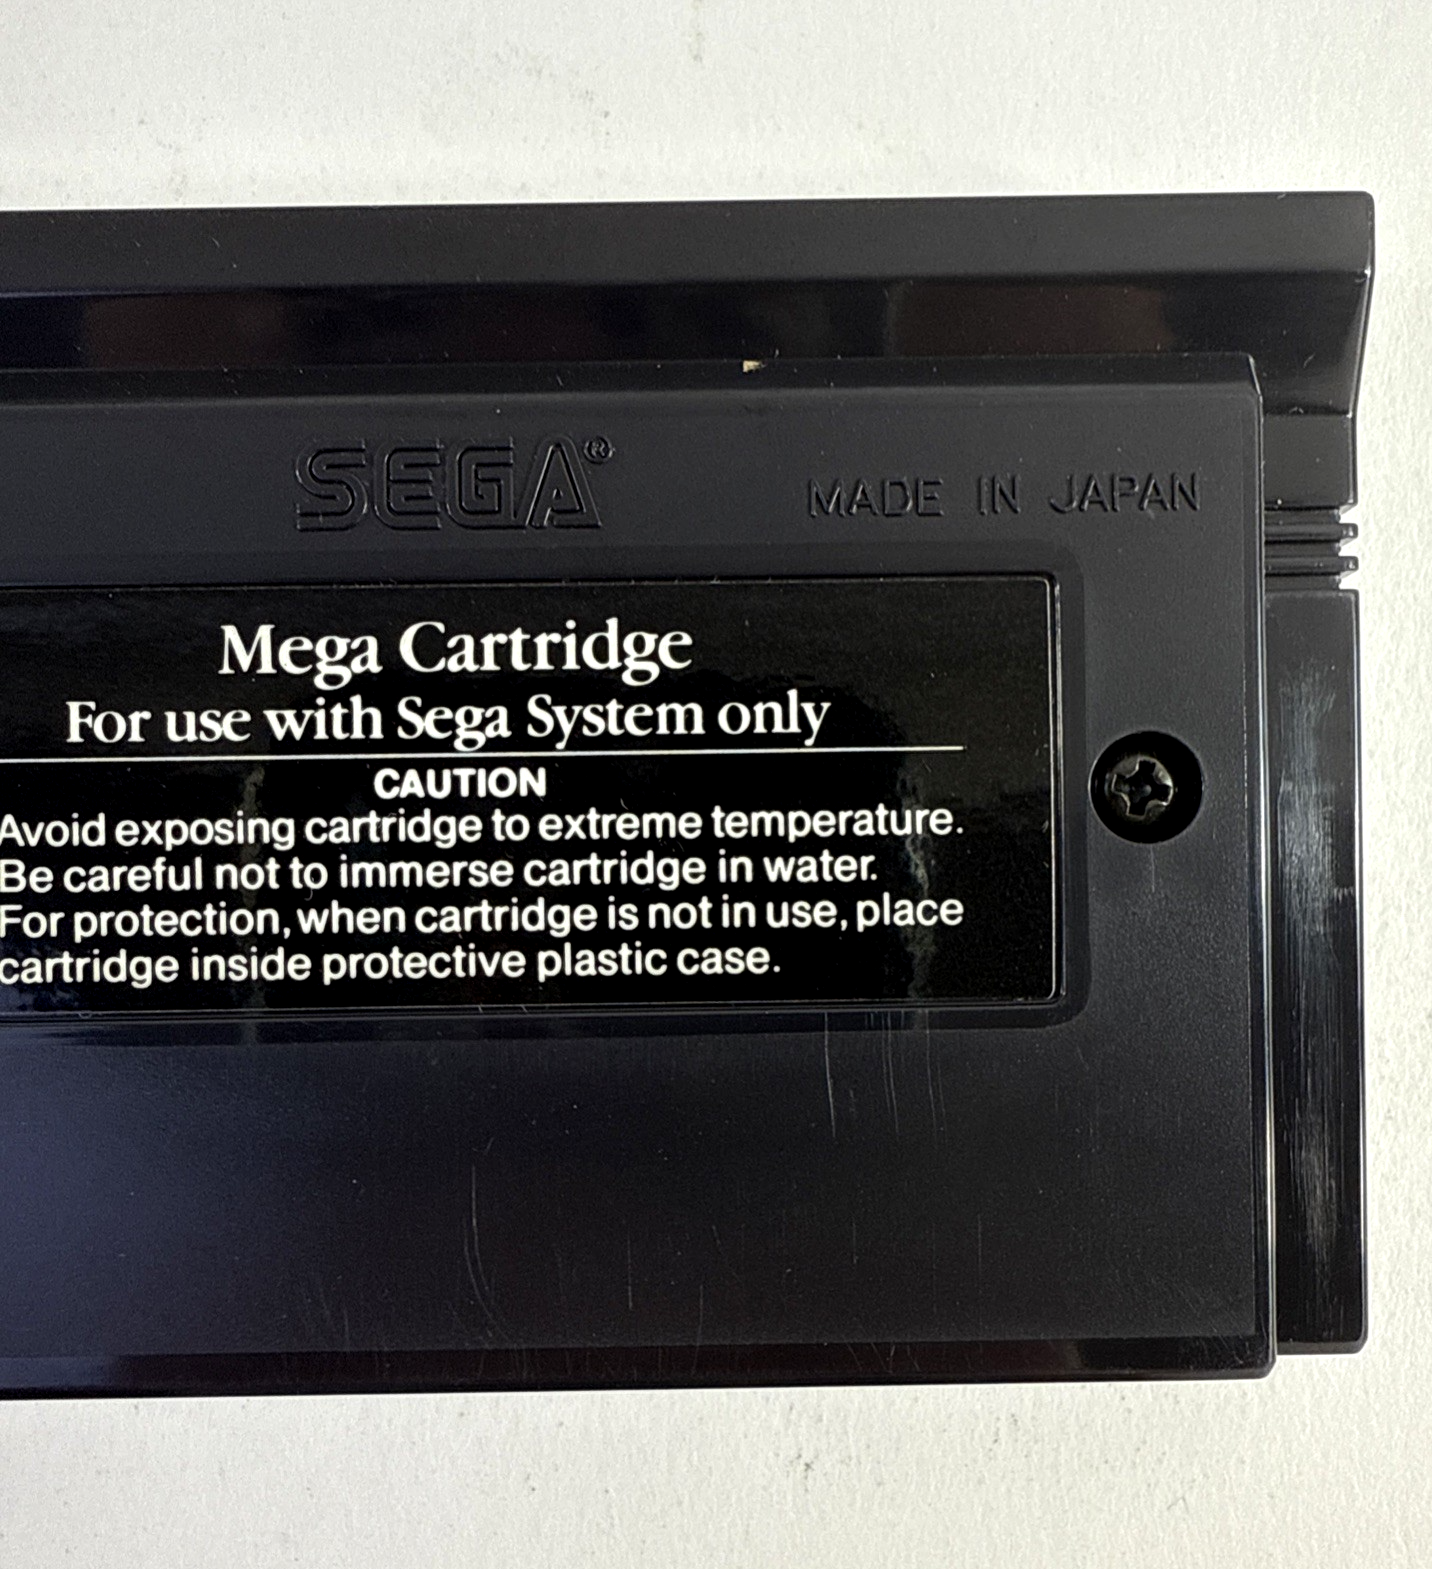 SEGA®
MADE IN JAPAN
Mega Cartridge
For use with Sega System only
CAUTION
Avoid exposing cartridge to extreme temperature.
Be careful not to immerse cartridge in water.
For protection, when cartridge is not in use, place
cartridge inside protective plastic case.